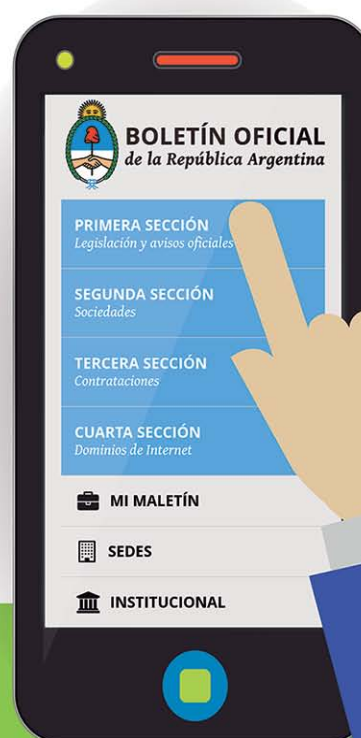 BOLETÍN OFICIAL
de la República Argentina
PRIMERA SECCIÓN
Legislación y avisos oficiales
SEGUNDA SECCIÓN
Sociedades
TERCERA SECCIÓN
Contrataciones
CUARTA SECCIÓN
Dominios de Internet
MI MALETÍN
SEDES
INSTITUCIONAL